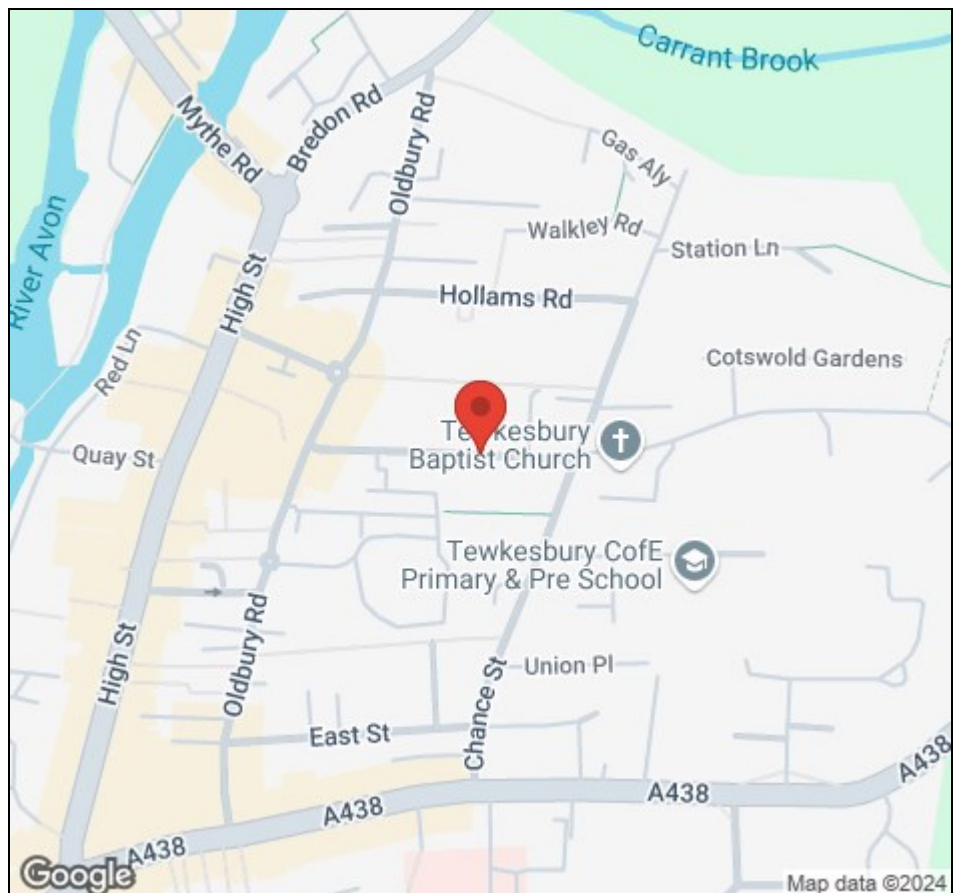 Carrant Brook
Mythe Rd
Bredon Rd
Oldbury Rd
Gas Aly
Walkley Rd
Station Ln
River Avon
High St
Hollams Rd
Red Ln
Cotswold Gardens
Quay St
Tewkesbury
Baptist Church
Tewkesbury CofE
Primary & Pre School
Oldbury Rd
High St
Chance St
Union Pl
East St
A438
A438
A438
A438
Google
Map data ©2024